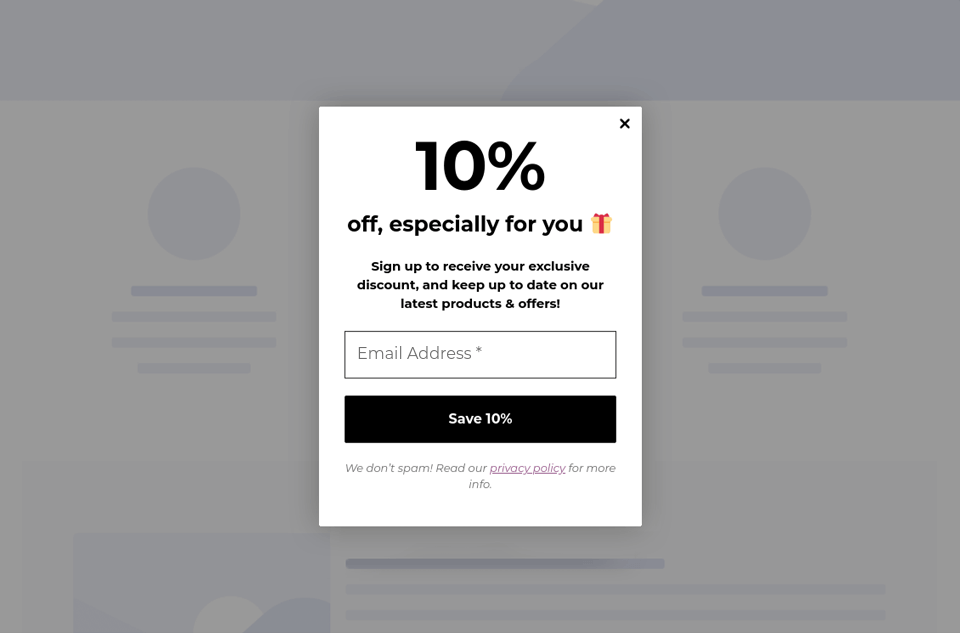 10%
off, especially for you 🎁
Sign up to receive your exclusive
discount, and keep up to date on our
latest products & offers!
Email Address *
Save 10%
We don't spam! Read our privacy policy for more
info.